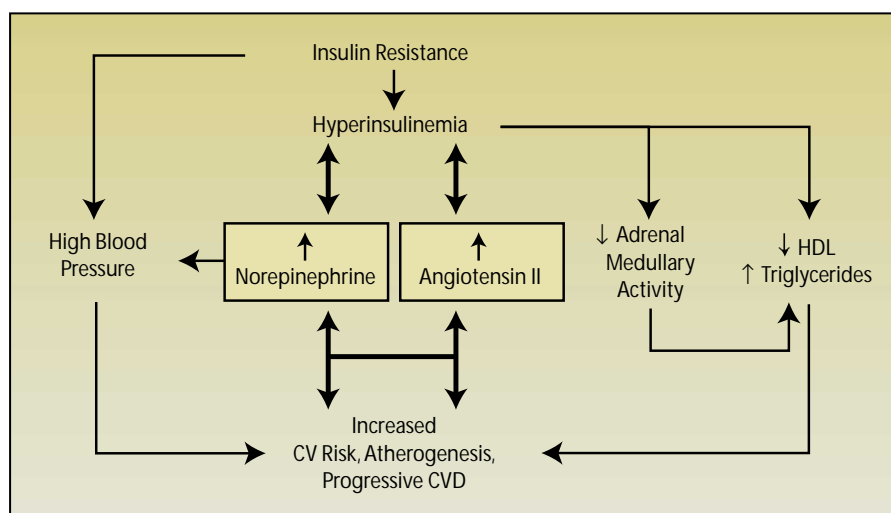 Insulin Resistance
Hyperinsulinemia
High Blood
Pressure
↑
Norepinephrine
↑
Angiotensin II
↓ Adrenal
Medullary
Activity
↓ HDL
↑ Triglycerides
Increased
CV Risk, Atherogenesis,
Progressive CVD